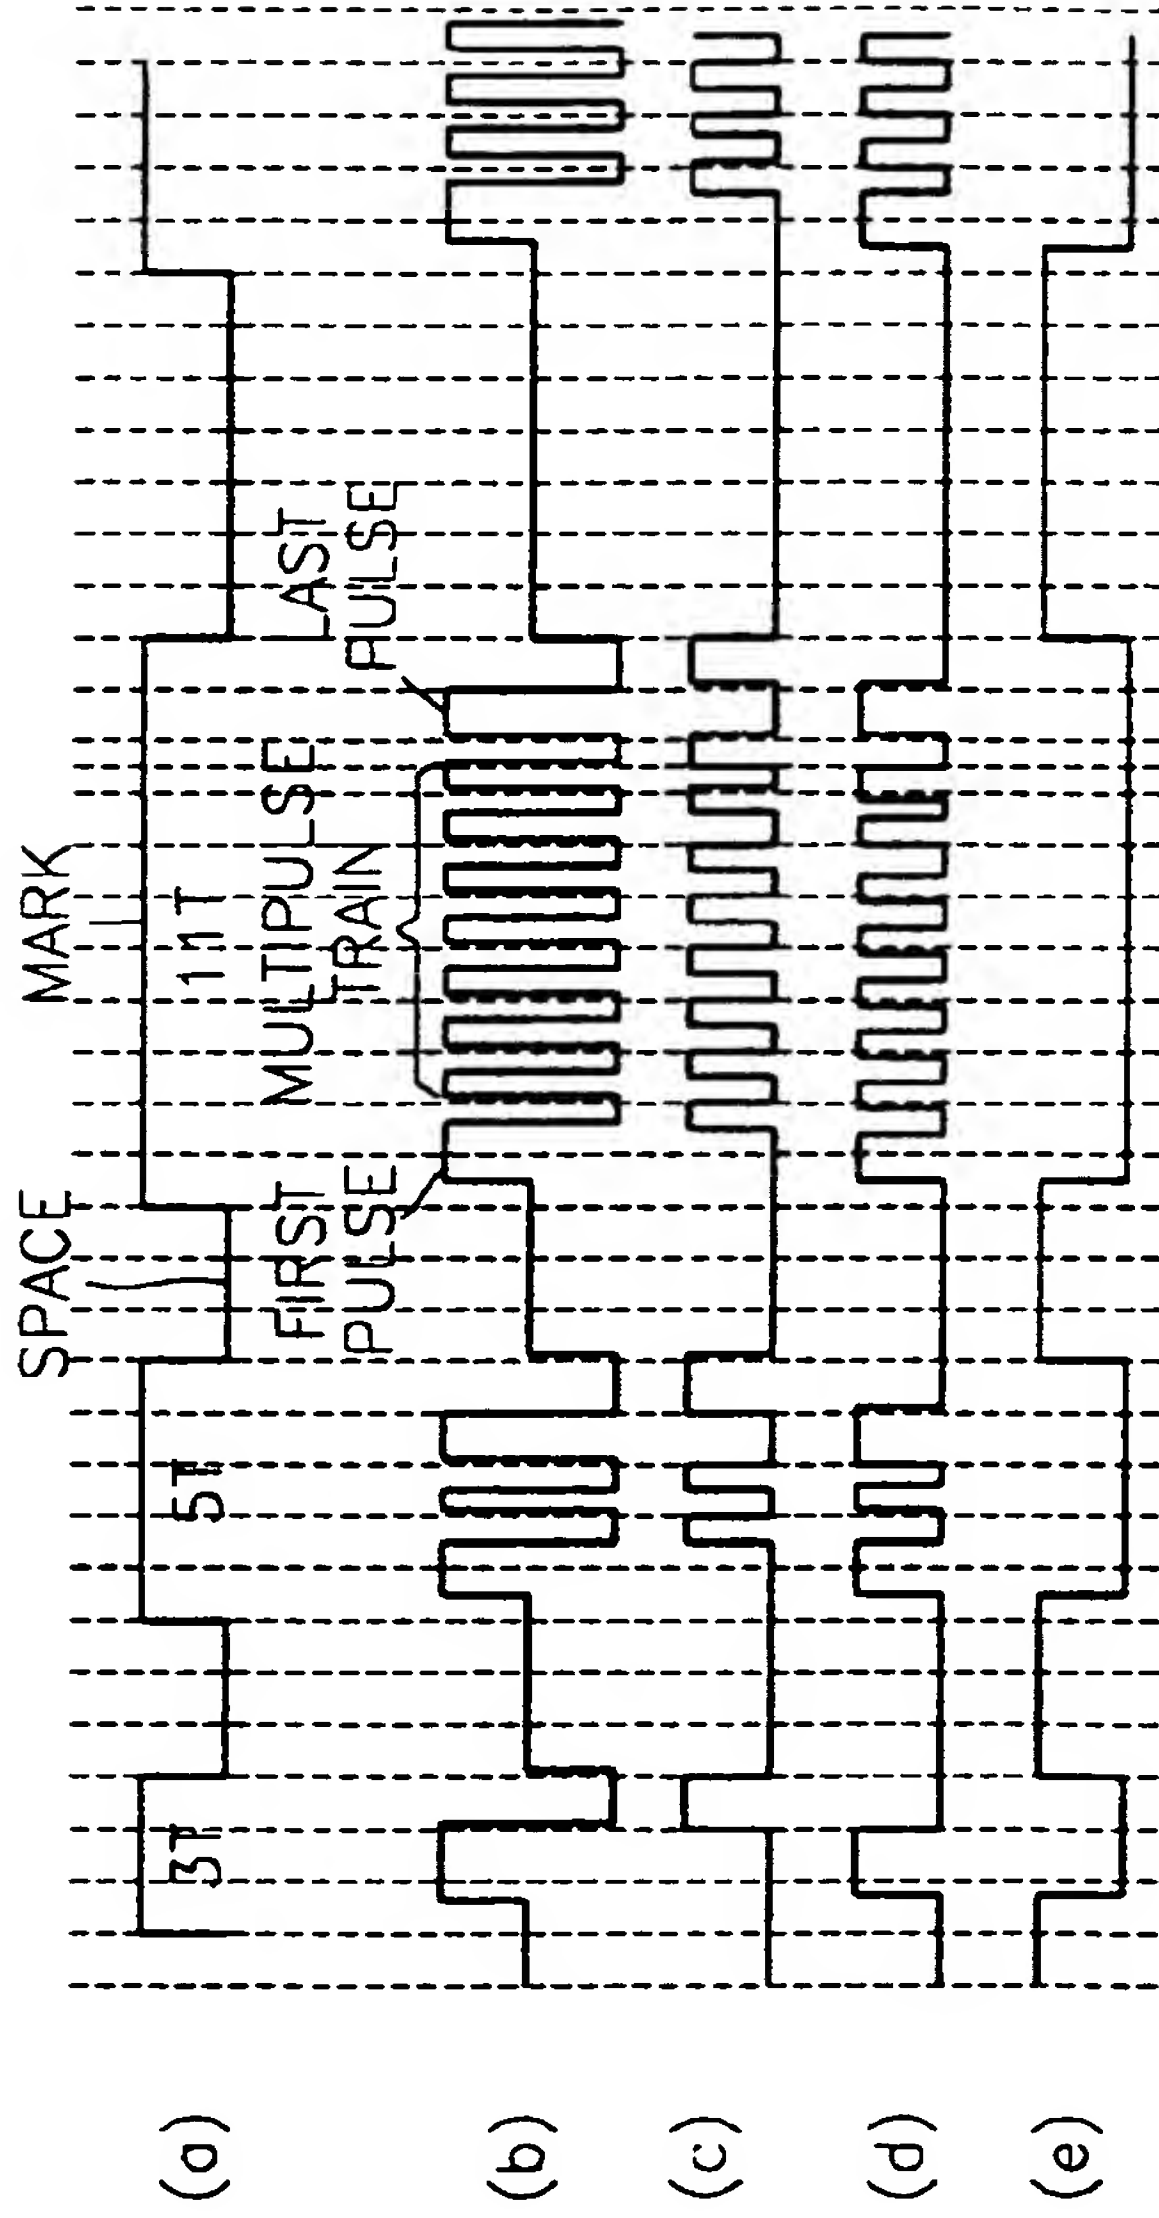 SPACE
MARK
(a)
3T
5T
11T
FIRST
PULSE
MULTIPULSE
TRAIN
LAST
PULSE
(b)
(c)
(d)
(e)